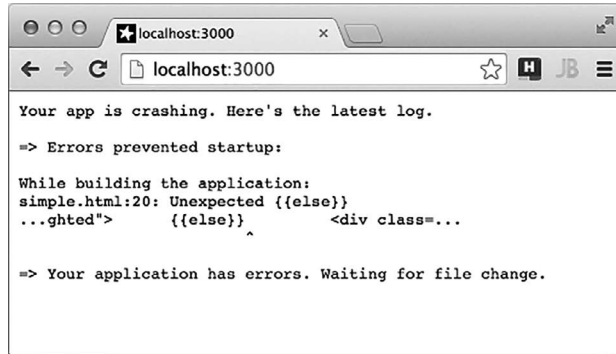 localhost:3000
localhost:3000
H JB
Your app is crashing. Here's the latest log.
=> Errors prevented startup:
While building the application:
simple.html:20: Unexpected {{else}}
...ghted">      {{else}}         <div class=...
^
=> Your application has errors. Waiting for file change.